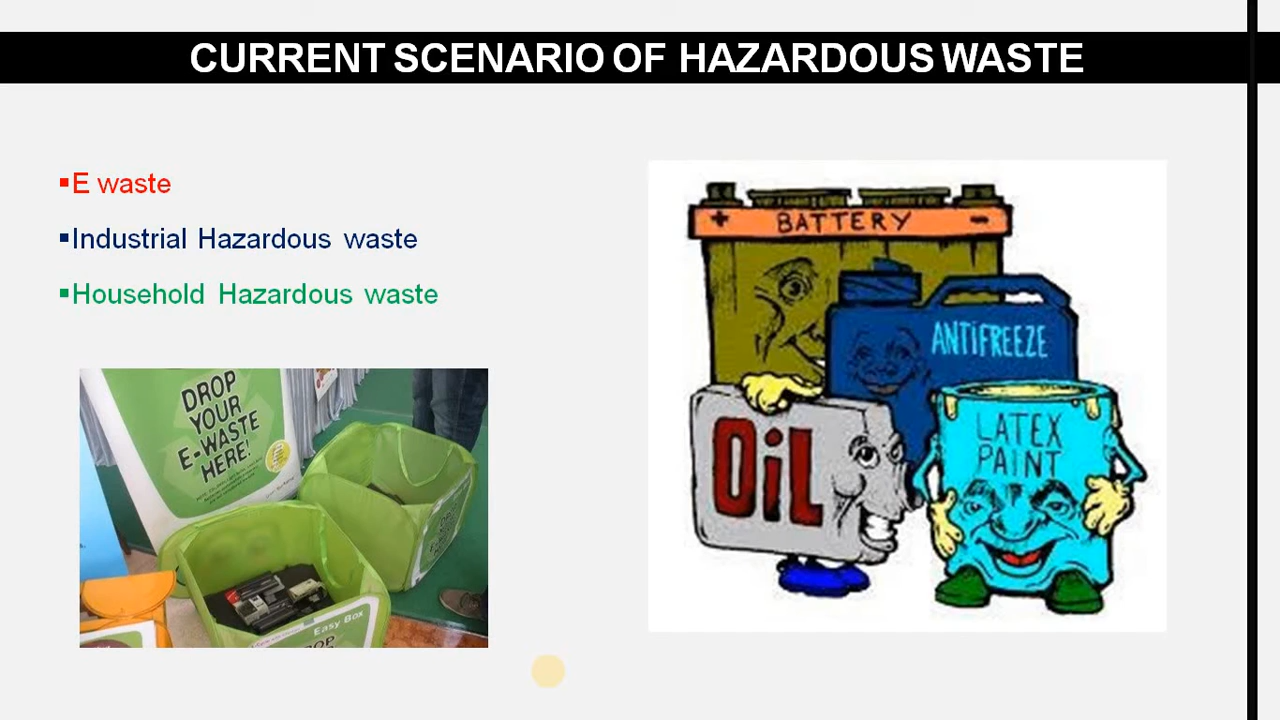 CURRENT SCENARIO OF HAZARDOUS WASTE
▪E waste
▪Industrial Hazardous waste
▪Household Hazardous waste
DROP
YOUR
E-WASTE
HERE!
Easy Box
+ BATTERY -
ANTiFREEZE
OiL
LATEX
PAINT